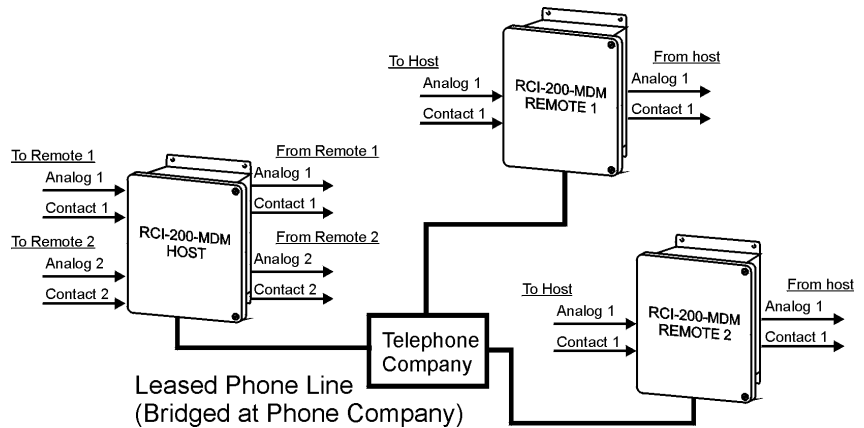 To Host
Analog 1
Contact 1
RCI-200-MDM
REMOTE 1
From host
Analog 1
Contact 1
To Remote 1
Analog 1
Contact 1
To Remote 2
Analog 2
Contact 2
RCI-200-MDM
HOST
From Remote 1
Analog 1
Contact 1
From Remote 2
Analog 2
Contact 2
To Host
Analog 1
Contact 1
RCI-200-MDM
REMOTE 2
From host
Analog 1
Contact 1
Telephone
Company
Leased Phone Line
(Bridged at Phone Company)